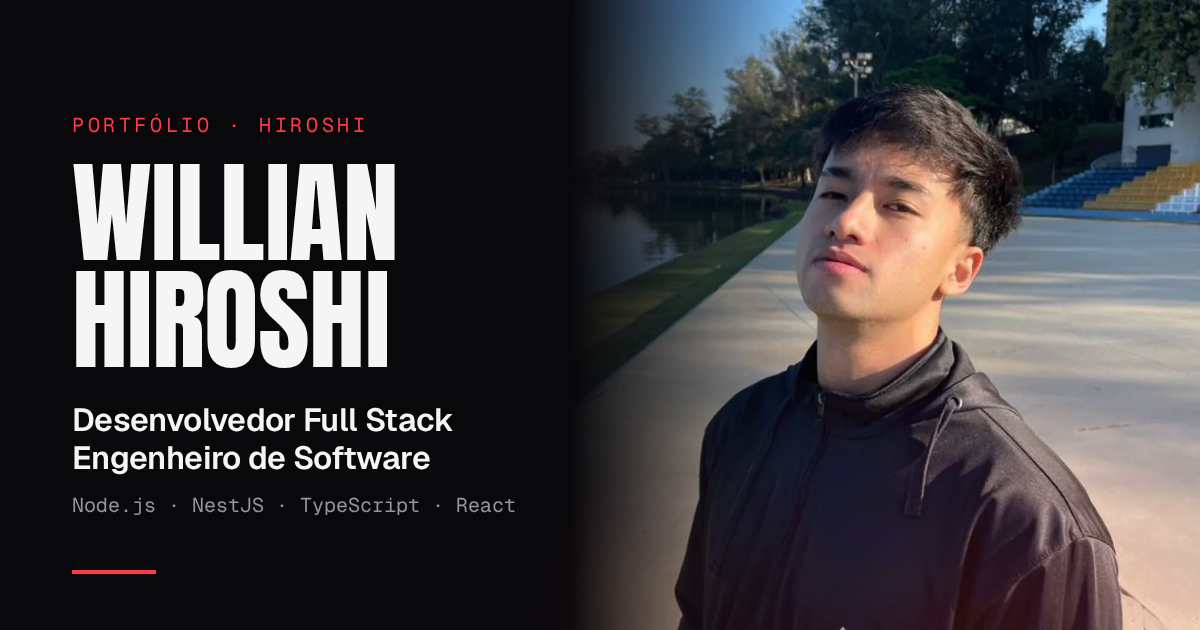 PORTFÓLIO · HIROSHI
WILLIAN
HIROSHI
Desenvolvedor Full Stack
Engenheiro de Software
Node.js · NestJS · TypeScript · React